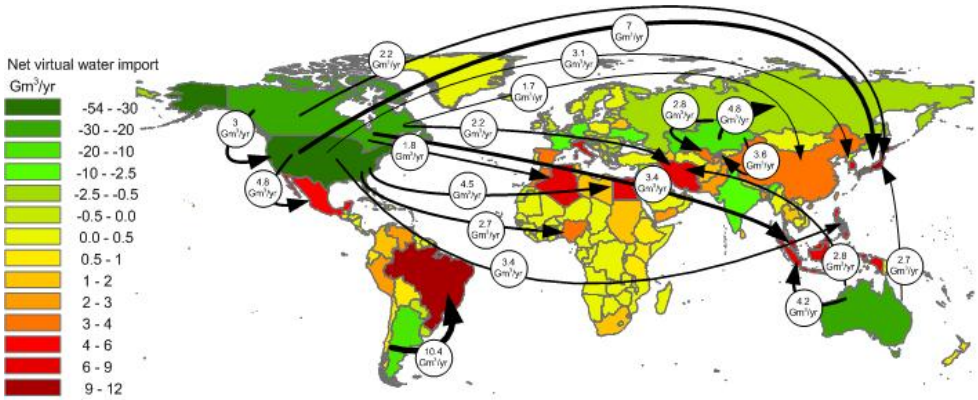 Net virtual water import
Gm³/yr
-54 - -30
-30 - -20
-20 - -10
-10 - -2.5
-2.5 - -0.5
-0.5 - 0.0
0.0 - 0.5
0.5 - 1
1 - 2
2 - 3
3 - 4
4 - 6
6 - 9
9 - 12
2.2
Gm³/yr
7
Gm³/yr
3.1
Gm³/yr
1.7
Gm³/yr
2.8
Gm³/yr
4.8
Gm³/yr
3
Gm³/yr
2.2
Gm³/yr
1.8
Gm³/yr
3.6
Gm³/yr
4.8
Gm³/yr
4.5
Gm³/yr
3.4
Gm³/yr
2.7
Gm³/yr
3.4
Gm³/yr
2.8
Gm³/yr
2.7
Gm³/yr
4.2
Gm³/yr
10.4
Gm³/yr